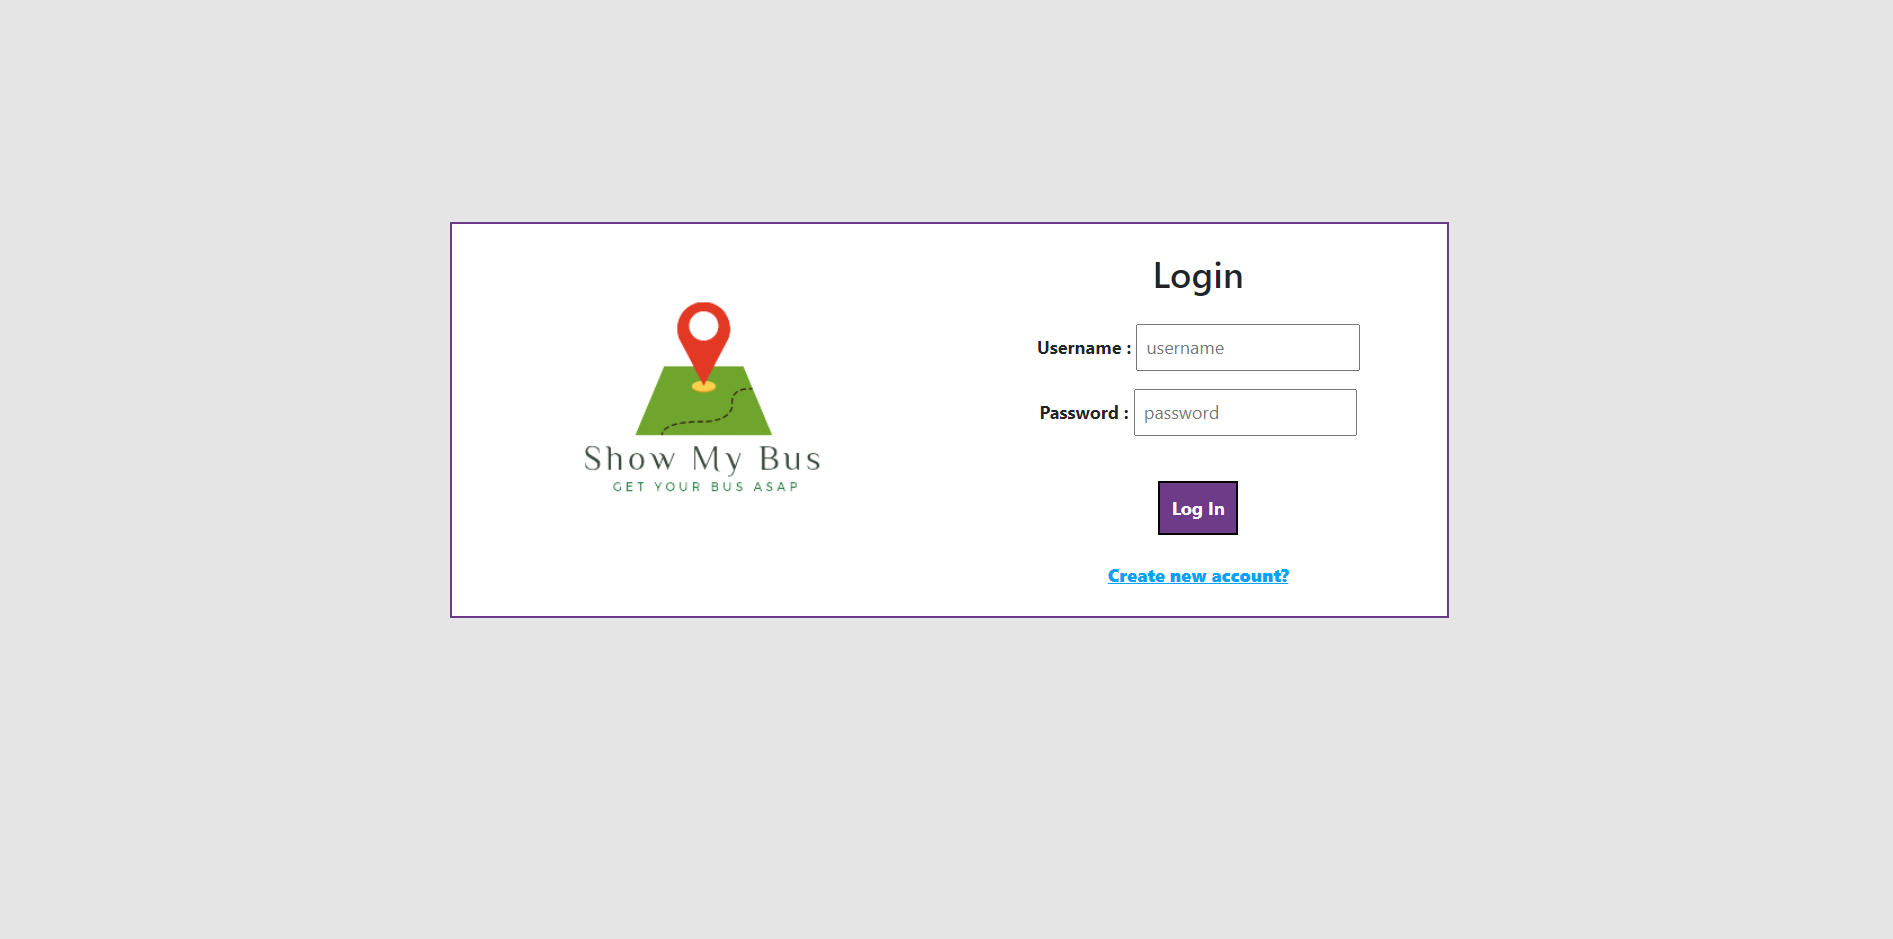 Show My Bus
GET YOUR BUS ASAP
Login
Username : username
Password : password
Log In
Create new account?